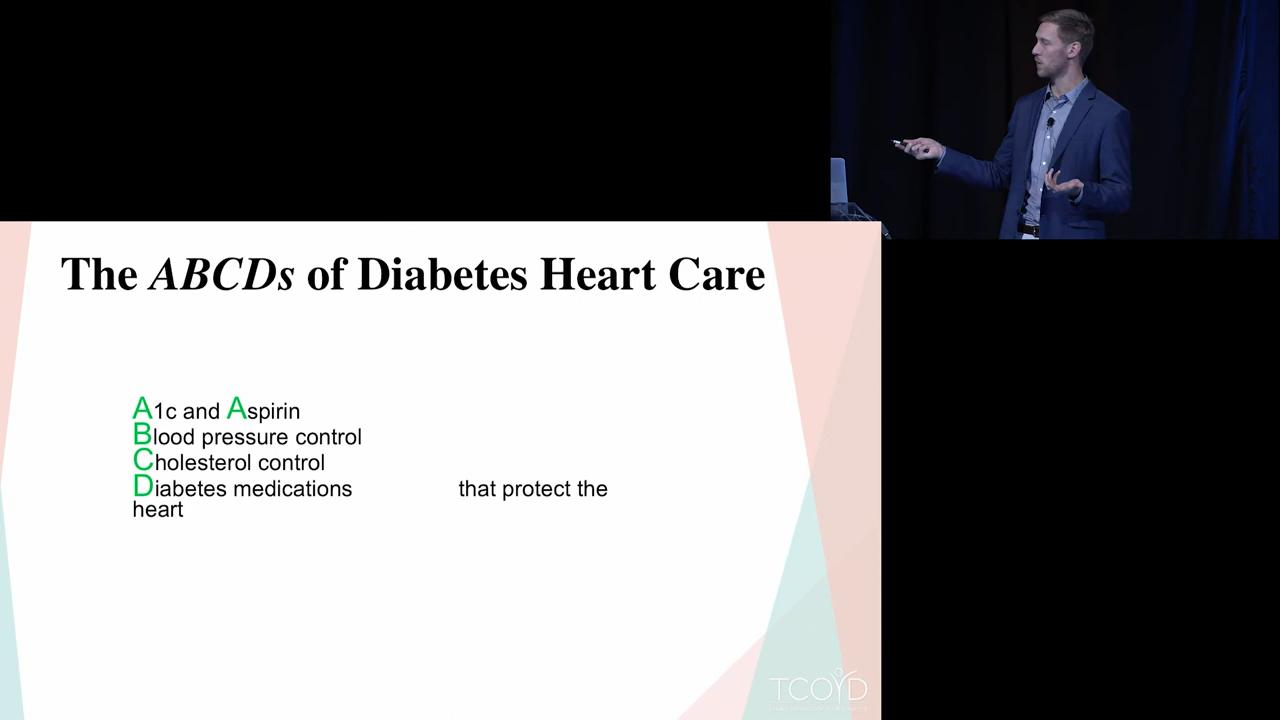 The ABCDs of Diabetes Heart Care
A1c and Aspirin
Blood pressure control
Cholesterol control
Diabetes medications that protect the
heart
TCOYD